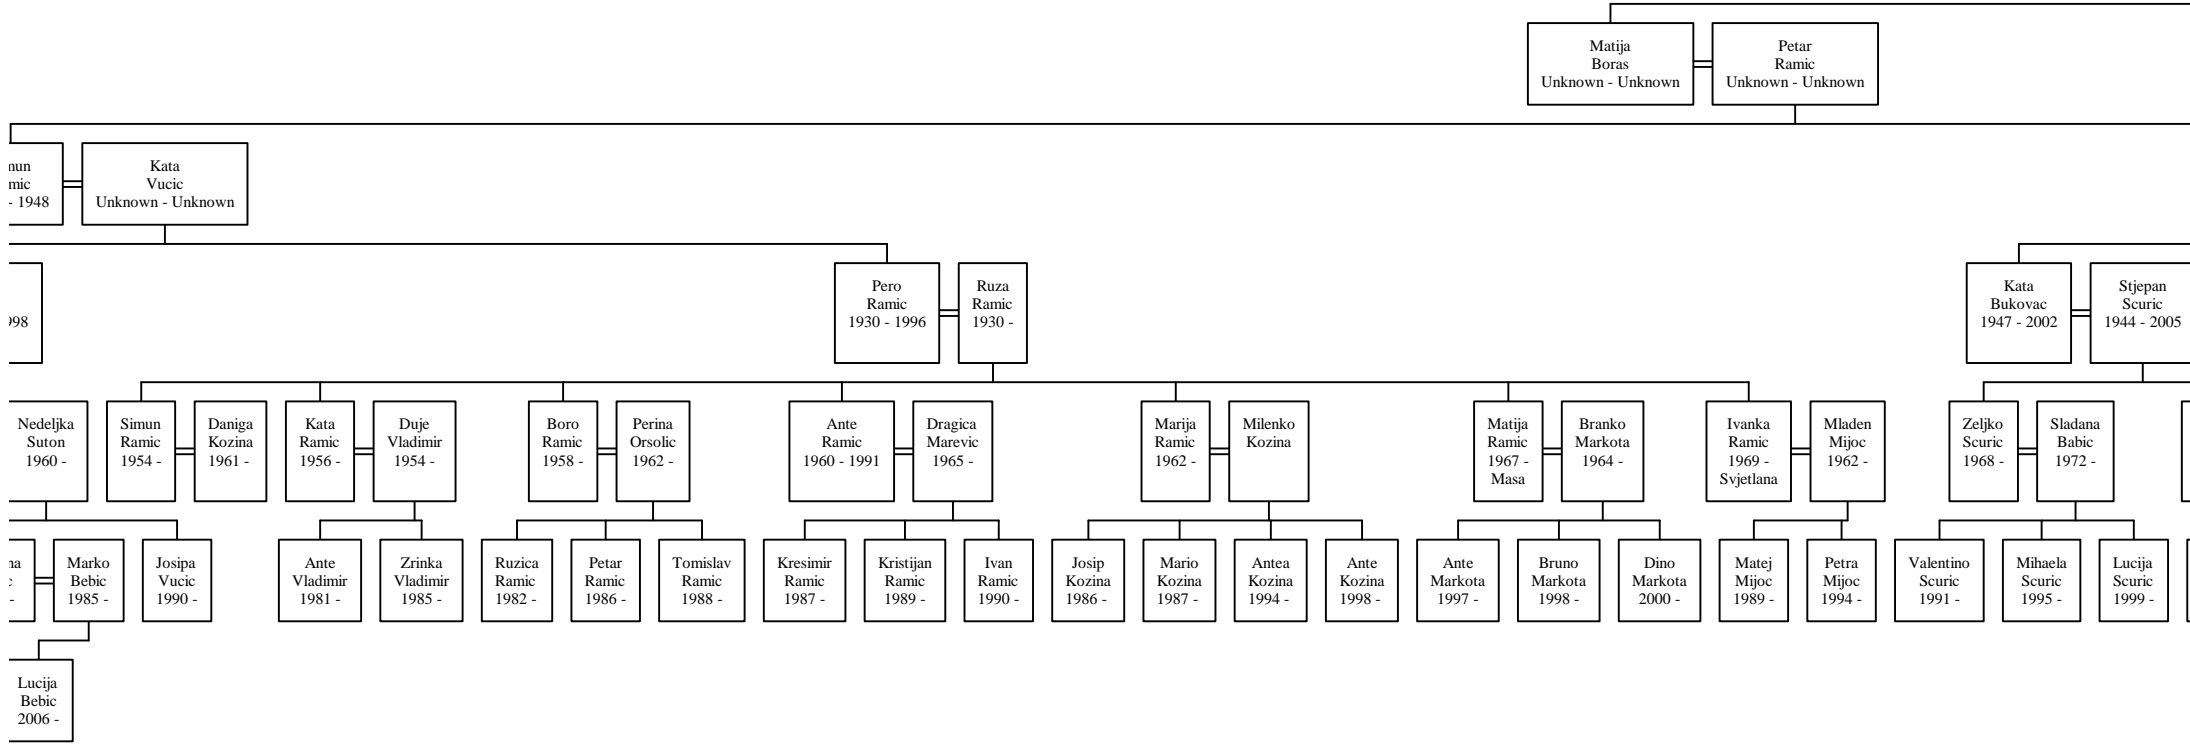 Matija
Boras
Unknown - Unknown
Petar
Ramic
Unknown - Unknown
- 1948
Kata
Vucic
Unknown - Unknown
Pero
Ramic
1930 - 1996
Ruza
Ramic
1930 -
Kata
Bukovac
1947 - 2002
Stjepan
Scuric
1944 - 2005
Nedeljka
Suton
1960 -
Simun
Ramic
1954 -
Daniga
Kozina
1961 -
Kata
Ramic
1956 -
Duje
Vladimir
1954 -
Boro
Ramic
1958 -
Perina
Orsolic
1962 -
Ante
Ramic
1960 - 1991
Dragica
Marevic
1965 -
Marija
Ramic
1962 -
Milenko
Kozina
Matija
Ramic
1967 -
Masa
Branko
Markota
1964 -
Ivanka
Ramic
1969 -
Svjetlana
Mladen
Mijoc
1962 -
Zeljko
Scuric
1968 -
Sladana
Babic
1972 -
Marko
Bebic
1985 -
Josipa
Vucic
1990 -
Ante
Vladimir
1981 -
Zrinka
Vladimir
1985 -
Ruzica
Ramic
1982 -
Petar
Ramic
1986 -
Tomislav
Ramic
1988 -
Kresimir
Ramic
1987 -
Kristijan
Ramic
1989 -
Ivan
Ramic
1990 -
Josip
Kozina
1986 -
Mario
Kozina
1987 -
Antea
Kozina
1994 -
Ante
Kozina
1998 -
Ante
Markota
1997 -
Bruno
Markota
1998 -
Dino
Markota
2000 -
Matej
Mijoc
1989 -
Petra
Mijoc
1994 -
Valentino
Scuric
1991 -
Mihaela
Scuric
1995 -
Lucija
Scuric
1999 -
Lucija
Bebic
2006 -